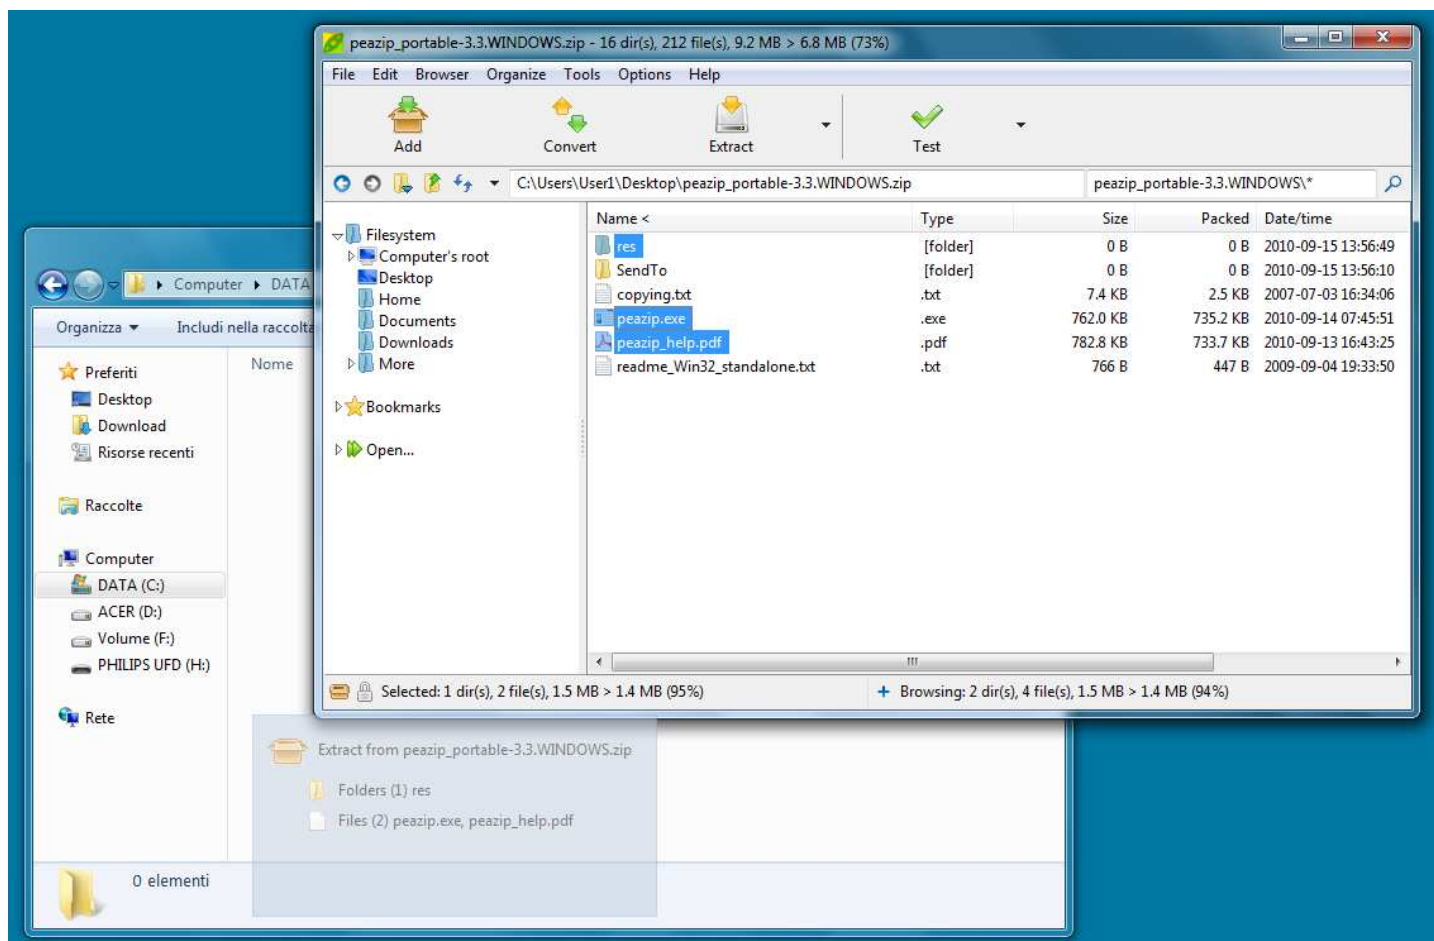 peazip_portable-3.3.WINDOWS.zip - 16 dir(s), 212 file(s), 9.2 MB > 6.8 MB (73%)
File Edit Browser Organize Tools Options Help
Add Convert Extract Test
C:\Users\User1\Desktop\peazip_portable-3.3.WINDOWS.zip peazip_portable-3.3.WINDOWS\*
Filesystem
Computer's root
Desktop
Home
Documents
Downloads
More
Bookmarks
Open...
Name < Type Size Packed Date/time
res [folder] 0 B 0 B 2010-09-15 13:56:49
SendTo [folder] 0 B 0 B 2010-09-15 13:56:10
copying.txt .txt 7.4 KB 2.5 KB 2007-07-03 16:34:06
peazip.exe .exe 762.0 KB 735.2 KB 2010-09-14 07:45:51
peazip_help.pdf .pdf 782.8 KB 733.7 KB 2010-09-13 16:43:25
readme_Win32_standalone.txt .txt 766 B 447 B 2009-09-04 19:33:50
Selected: 1 dir(s), 2 file(s), 1.5 MB > 1.4 MB (95%) Browsing: 2 dir(s), 4 file(s), 1.5 MB > 1.4 MB (94%)
Computer DATA
Organizza Includi nella raccolta
Nome
Preferiti
Desktop
Download
Risorse recenti
Raccolte
Computer
DATA (C:)
ACER (D:)
Volume (F:)
PHILIPS UFD (H:)
Rete
Extract from peazip_portable-3.3.WINDOWS.zip
Folders (1) res
Files (2) peazip.exe, peazip_help.pdf
0 elementi